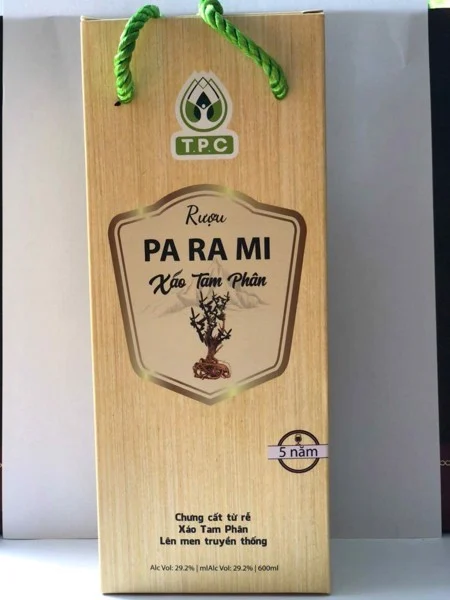 T.P.C
Rượu
PA RA MI
Xáo Tam Phân
5 năm
Chưng cất từ rễ
Xáo Tam Phân
Lên men truyền thống
Alc Vol: 29.2% | mlAlc Vol: 29.2% | 600ml